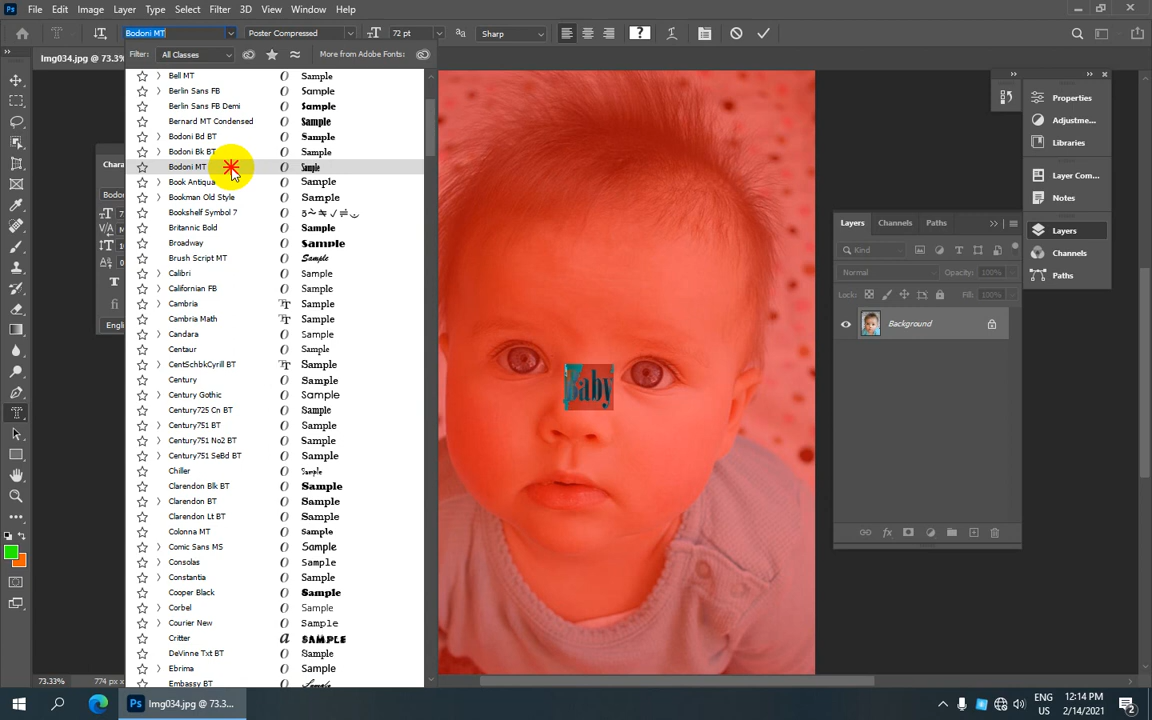 Ps File Edit Image Layer Type Select Filter 3D View Window Help
Bodoni MT Poster Compressed 72 pt Sharp
Filter: All Classes More from Adobe Fonts:
Img034.jpg @ 73.3%
Bell MT Sample
Berlin Sans FB Sample
Berlin Sans FB Demi Sample
Bernard MT Condensed Sample
Bodoni Bd BT Sample
Bodoni Bk BT Sample
Bodoni MT Sample
Book Antiqua Sample
Bookman Old Style Sample
Bookshelf Symbol 7
Britannic Bold Sample
Broadway Sample
Brush Script MT Sample
Calibri Sample
Californian FB Sample
Cambria Sample
Cambria Math Sample
Candara Sample
Centaur Sample
CentSchbkCyrill BT Sample
Century Sample
Century Gothic Sample
Century725 Cn BT Sample
Century751 BT Sample
Century751 No2 BT Sample
Century751 SeBd BT Sample
Chiller Sample
Clarendon Blk BT Sample
Clarendon BT Sample
Clarendon Lt BT Sample
Colonna MT Sample
Comic Sans MS Sample
Consolas Sample
Constantia Sample
Cooper Black Sample
Corbel Sample
Courier New Sample
Critter SAMPLE
DeVinne Txt BT Sample
Ebrima Sample
Embassy BT Sample
Baby
Properties
Adjustme...
Libraries
Layer Com...
Notes
Layers
Channels
Paths
Layers Channels Paths
Kind
Normal Opacity: 100%
Lock: Fill: 100%
Background
73.33% 774 px
Img034.jpg @ 73.3...
ENG
US
12:14 PM
2/14/2021
2